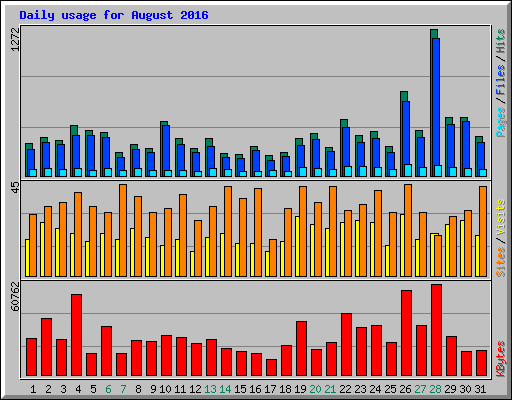 Daily usage for August 2016
1272
Pages / Files / Hits
45
Sites / Visits
60762
KBytes
1 2 3 4 5 6 7 8 9 10 11 12 13 14 15 16 17 18 19 20 21 22 23 24 25 26 27 28 29 30 31